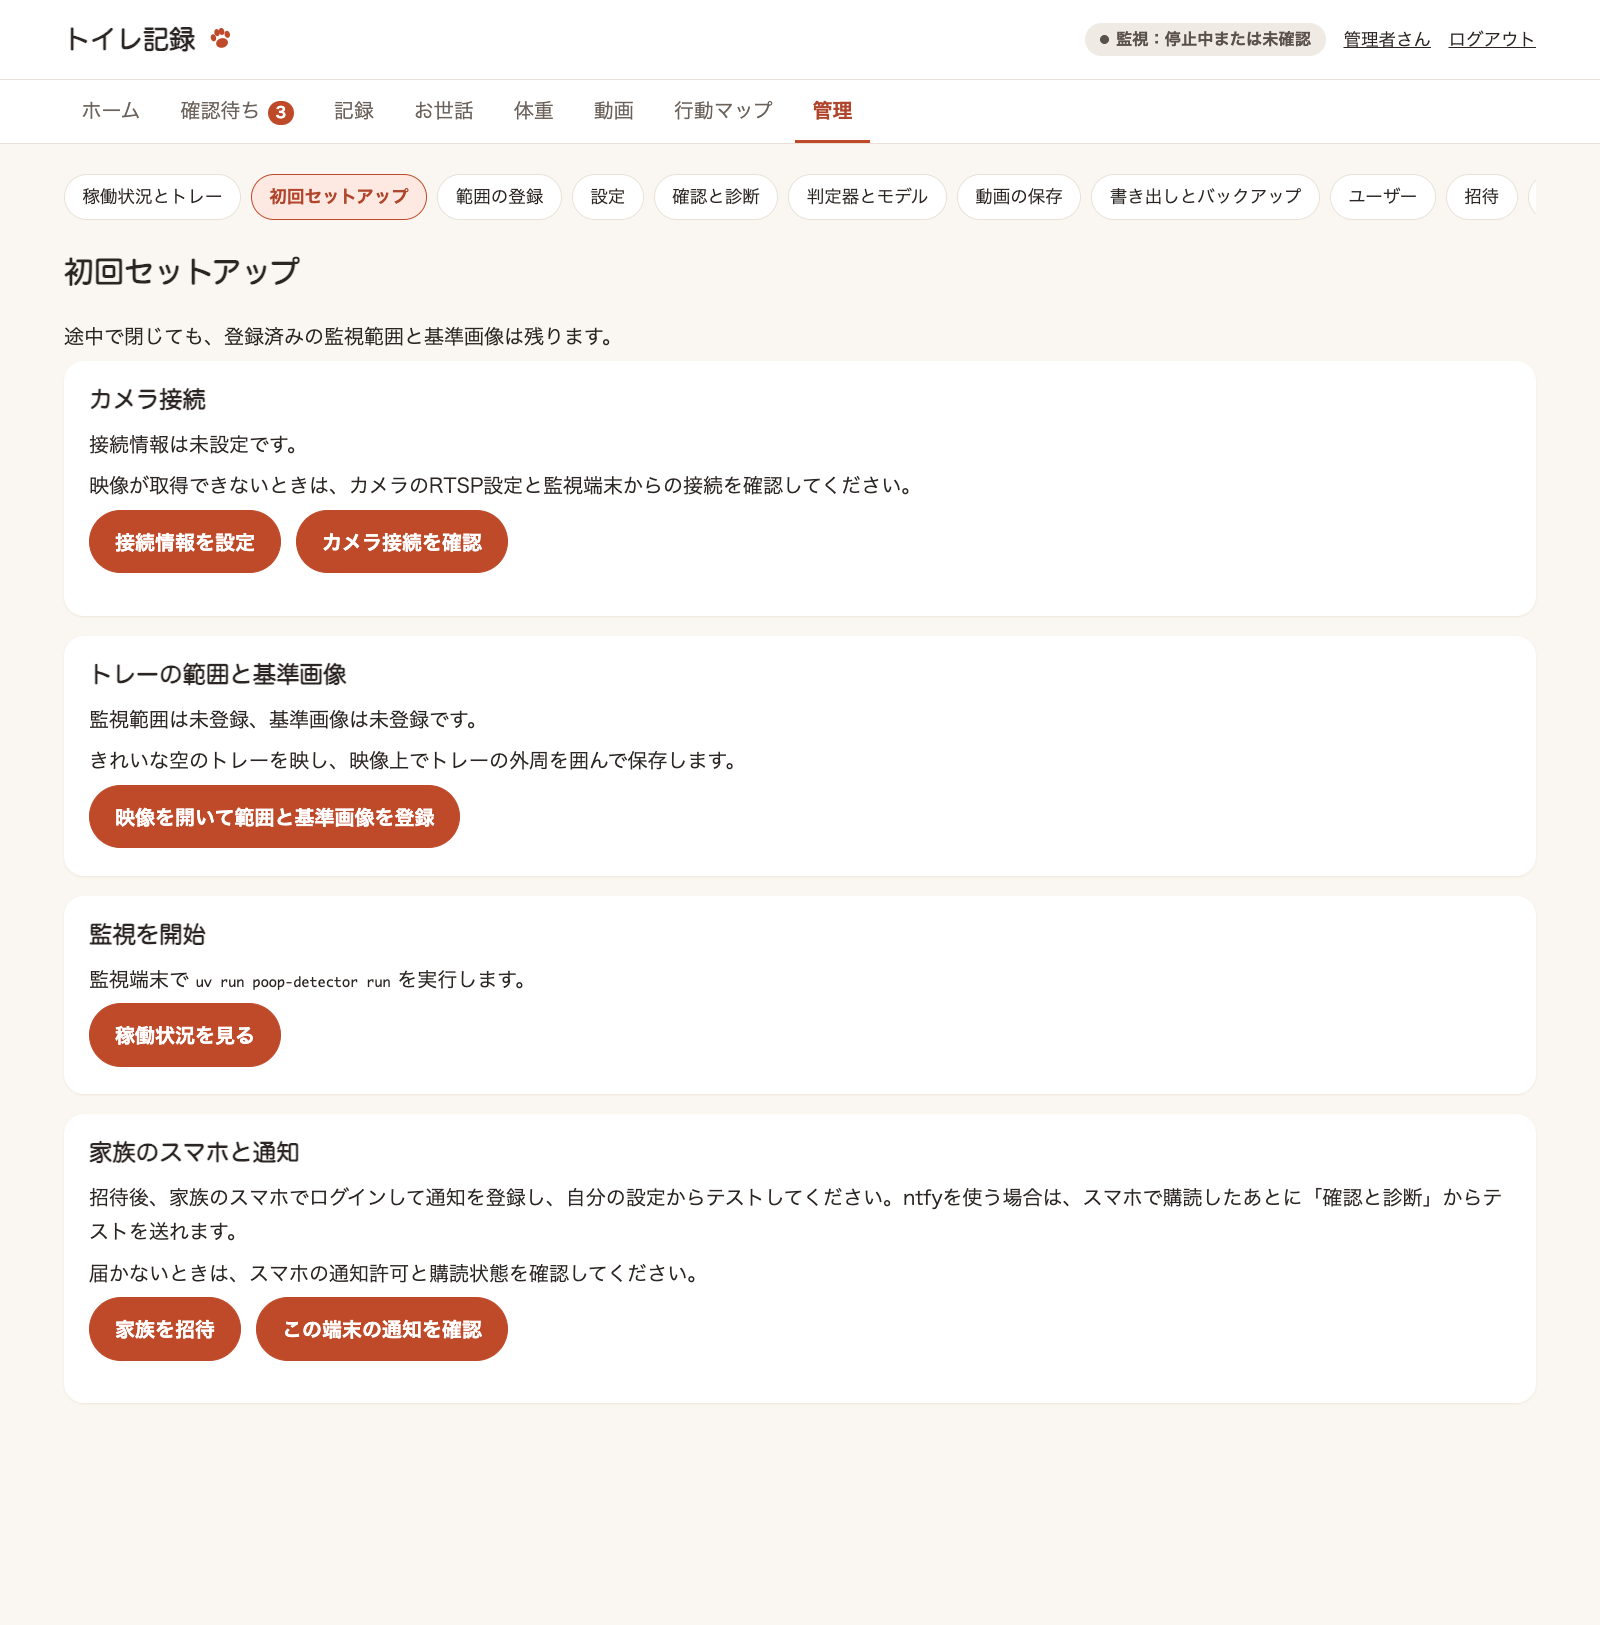 トイレ記録
監視：停止中または未確認
管理者さん
ログアウト
ホーム
確認待ち 3
記録
お世話
体重
動画
行動マップ
管理
稼働状況とトレー
初回セットアップ
範囲の登録
設定
確認と診断
判定器とモデル
動画の保存
書き出しとバックアップ
ユーザー
招待
初回セットアップ
途中で閉じても、登録済みの監視範囲と基準画像は残ります。
カメラ接続
接続情報は未設定です。
映像が取得できないときは、カメラのRTSP設定と監視端末からの接続を確認してください。
接続情報を設定
カメラ接続を確認
トレーの範囲と基準画像
監視範囲は未登録、基準画像は未登録です。
きれいな空のトレーを映し、映像上でトレーの外周を囲んで保存します。
映像を開いて範囲と基準画像を登録
監視を開始
監視端末で uv run poop-detector run を実行します。
稼働状況を見る
家族のスマホと通知
招待後、家族のスマホでログインして通知を登録し、自分の設定からテストしてください。ntfyを使う場合は、スマホで購読したあとに「確認と診断」からテ
ストを送れます。
届かないときは、スマホの通知許可と購読状態を確認してください。
家族を招待
この端末の通知を確認